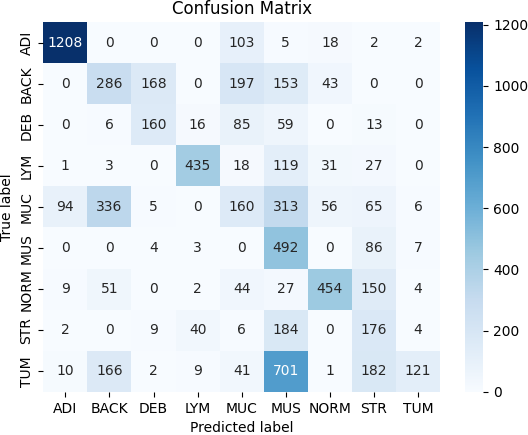 Confusion Matrix
True label
ADI 1208 0 0 0 103 5 18 2 2
BACK 0 286 168 0 197 153 43 0 0
DEB 0 6 160 16 85 59 0 13 0
LYM 1 3 0 435 18 119 31 27 0
MUC 94 336 5 0 160 313 56 65 6
MUS 0 0 4 3 0 492 0 86 7
NORM 9 51 0 2 44 27 454 150 4
STR 2 0 9 40 6 184 0 176 4
TUM 10 166 2 9 41 701 1 182 121
ADI BACK DEB LYM MUC MUS NORM STR TUM
Predicted label
1200
1000
800
600
400
200
0